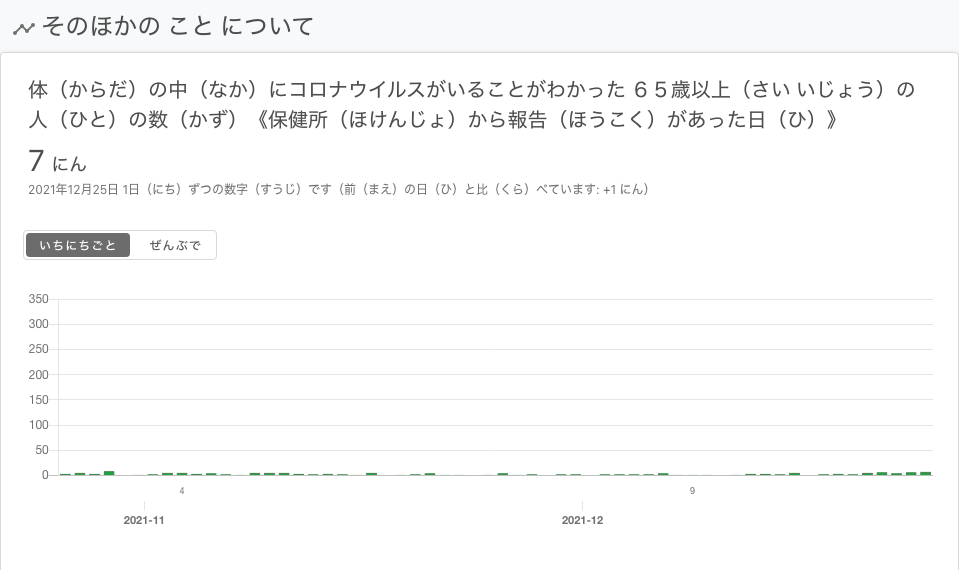 そのほかの こと について
体（からだ）の中（なか）にコロナウイルスがいることがわかった ６５歳以上（さい いじょう）の
人（ひと）の数（かず）《保健所（ほけんじょ）から報告（ほうこく）があった日（ひ）》
7 にん
2021年12月25日 1日（にち）ずつの数字（すうじ）です（前（まえ）の日（ひ）と比（くら）べています: +1 にん）
いちにちごと ぜんぶで
350
300
250
200
150
100
50
0
4 9
2021-11 2021-12